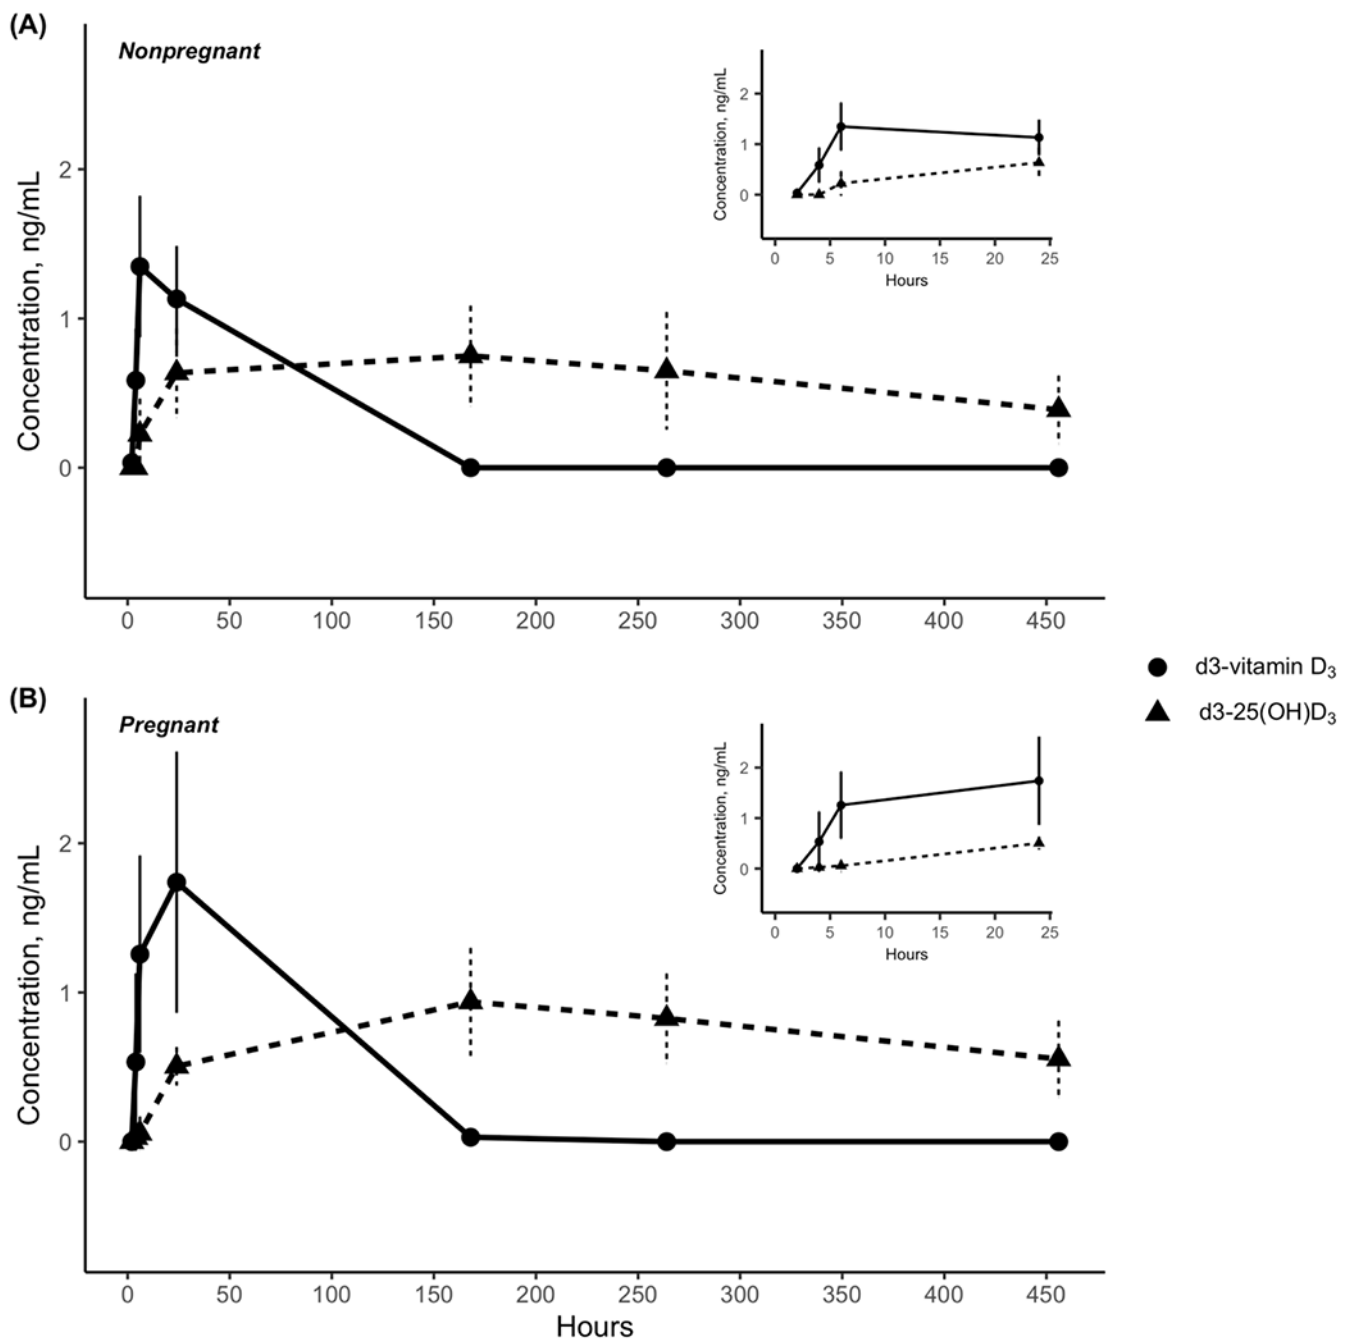 (A)
Nonpregnant
Concentration, ng/mL
2
1
0
0 50 100 150 200 250 300 350 400 450
Concentration, ng/mL
2
1
0
0 5 10 15 20 25
Hours
d3-vitamin D₃
d3-25(OH)D₃
(B)
Pregnant
Concentration, ng/mL
2
1
0
0 50 100 150 200 250 300 350 400 450
Hours
Concentration, ng/mL
2
1
0
0 5 10 15 20 25
Hours